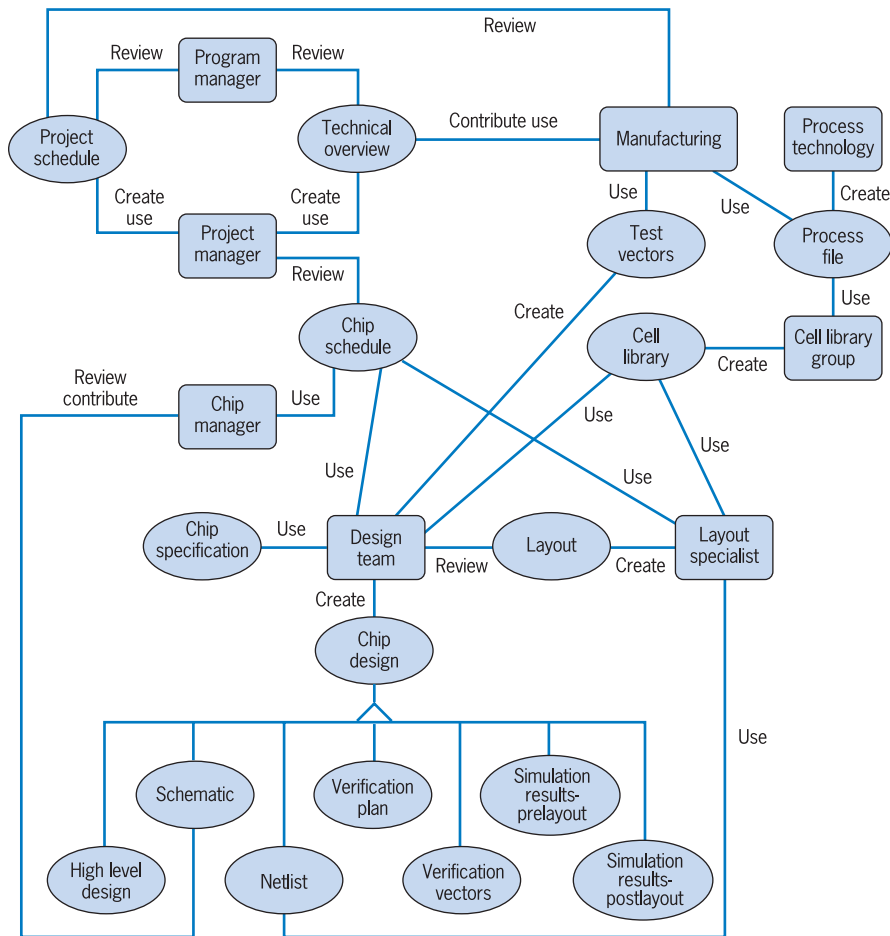 Review
Review
Program
manager
Review
Project
schedule
Technical
overview
Contribute use
Manufacturing
Process
technology
Create
use
Create
use
Use
Use
Create
Project
manager
Test
vectors
Process
file
Review
Use
Create
Chip
schedule
Cell
library
Create
Cell library
group
Review
contribute
Chip
manager
Use
Use
Use
Use
Use
Chip
specification
Use
Design
team
Review
Layout
Create
Layout
specialist
Create
Chip
design
Use
Schematic
Verification
plan
Simulation
results-
prelayout
High level
design
Netlist
Verification
vectors
Simulation
results-
postlayout